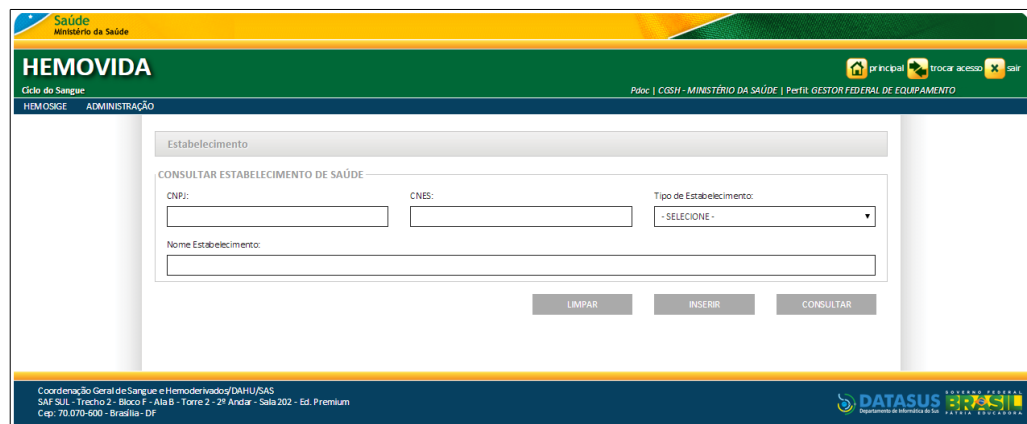 Saúde
Ministério da Saúde
HEMOVIDA
Ciclo do Sangue
principal trocar acesso sair
Pdoc | CGSH - MINISTÉRIO DA SAÚDE | Perfil: GESTOR FEDERAL DE EQUIPAMENTO
HEMOSIGE ADMINISTRAÇÃO
Estabelecimento
CONSULTAR ESTABELECIMENTO DE SAÚDE
CNPJ: CNES: Tipo de Estabelecimento:
- SELECIONE -
Nome Estabelecimento:
LIMPAR INSERIR CONSULTAR
Coordenação Geral de Sangue e Hemoderivados/DAHU/SAS
SAF SUL - Trecho 2 - Bloco F - Ala B - Torre 2 - 2º Andar - Sala 202 - Ed. Premium
Cep: 70.070-600 - Brasília - DF
DATASUS
Departamento de Informática do Sus
GOVERNO FEDERAL
BRASIL
PÁTRIA EDUCADORA